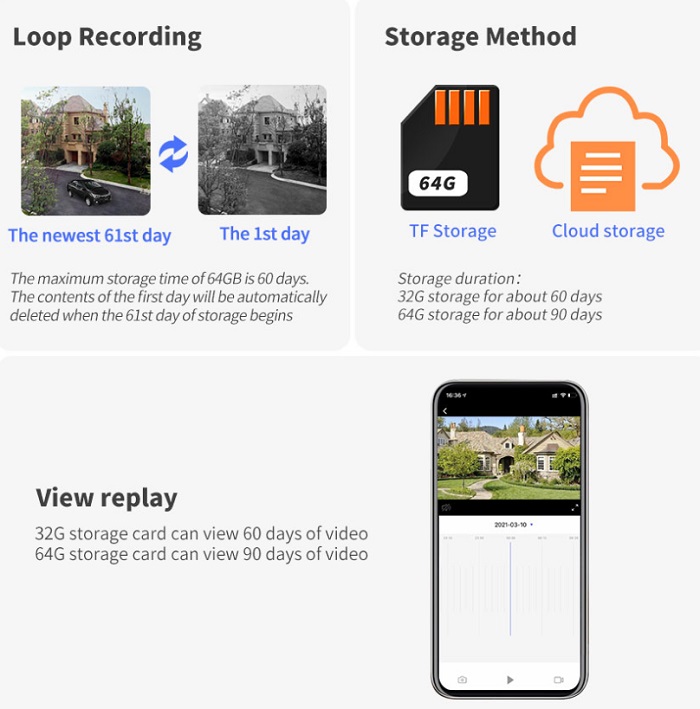 Loop Recording
The newest 61st day
The 1st day
The maximum storage time of 64GB is 60 days.
The contents of the first day will be automatically
deleted when the 61st day of storage begins
Storage Method
64G
TF Storage
Cloud storage
Storage duration:
32G storage for about 60 days
64G storage for about 90 days
View replay
32G storage card can view 60 days of video
64G storage card can view 90 days of video
16:36
2021-03-10